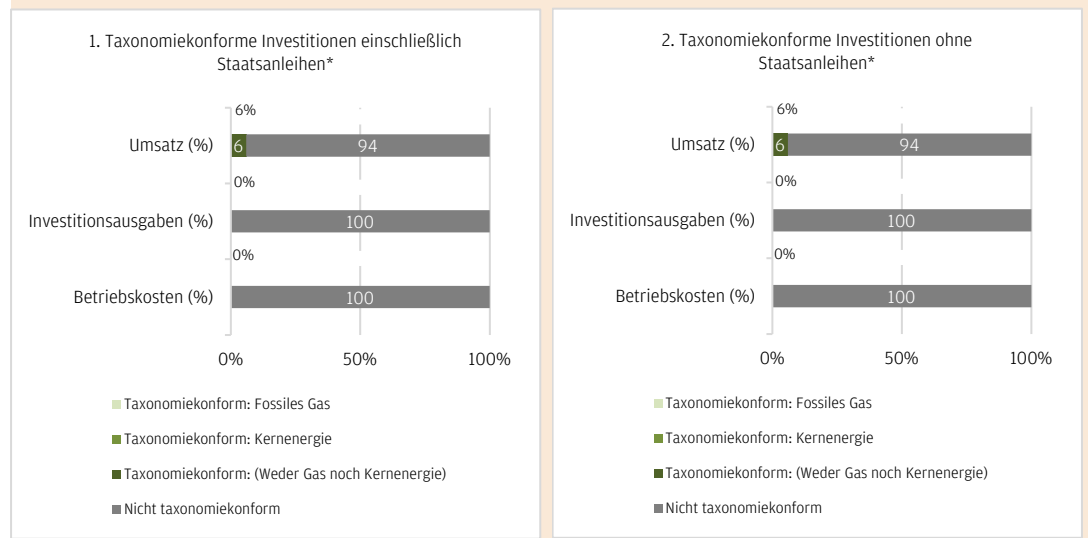 1. Taxonomiekonforme Investitionen einschließlich
Staatsanleihen*
6%
Umsatz (%)
6 94
0%
Investitionsausgaben (%)
100
0%
Betriebskosten (%)
100
0% 50% 100%
Taxonomiekonform: Fossiles Gas
Taxonomiekonform: Kernenergie
Taxonomiekonform: (Weder Gas noch Kernenergie)
Nicht taxonomiekonform
2. Taxonomiekonforme Investitionen ohne
Staatsanleihen*
6%
Umsatz (%)
6 94
0%
Investitionsausgaben (%)
100
0%
Betriebskosten (%)
100
0% 50% 100%
Taxonomiekonform: Fossiles Gas
Taxonomiekonform: Kernenergie
Taxonomiekonform: (Weder Gas noch Kernenergie)
Nicht taxonomiekonform